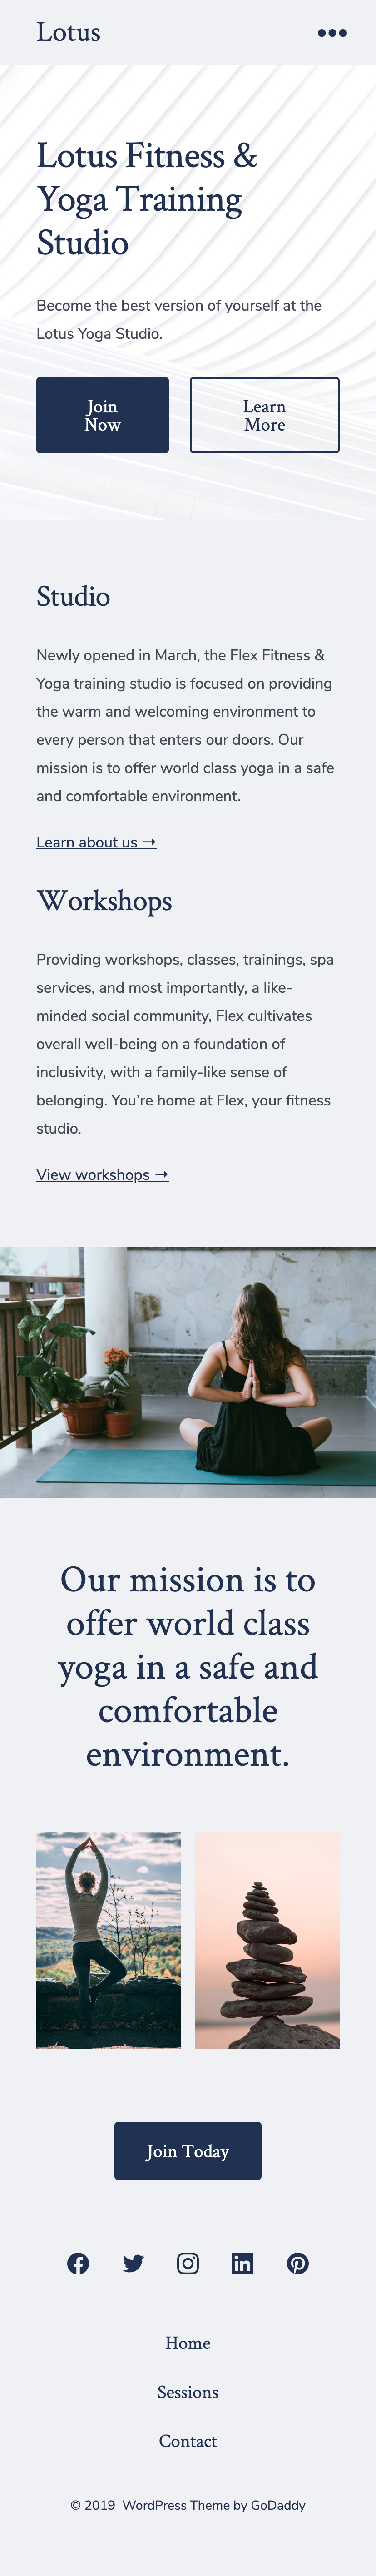 Lotus
Lotus Fitness &
Yoga Training
Studio
Become the best version of yourself at the
Lotus Yoga Studio.
Join
Now
Learn
More
Studio
Newly opened in March, the Flex Fitness &
Yoga training studio is focused on providing
the warm and welcoming environment to
every person that enters our doors. Our
mission is to offer world class yoga in a safe
and comfortable environment.
Learn about us →
Workshops
Providing workshops, classes, trainings, spa
services, and most importantly, a like-
minded social community, Flex cultivates
overall well-being on a foundation of
inclusivity, with a family-like sense of
belonging. You’re home at Flex, your fitness
studio.
View workshops →
Our mission is to
offer world class
yoga in a safe and
comfortable
environment.
Join Today
Home
Sessions
Contact
© 2019 WordPress Theme by GoDaddy